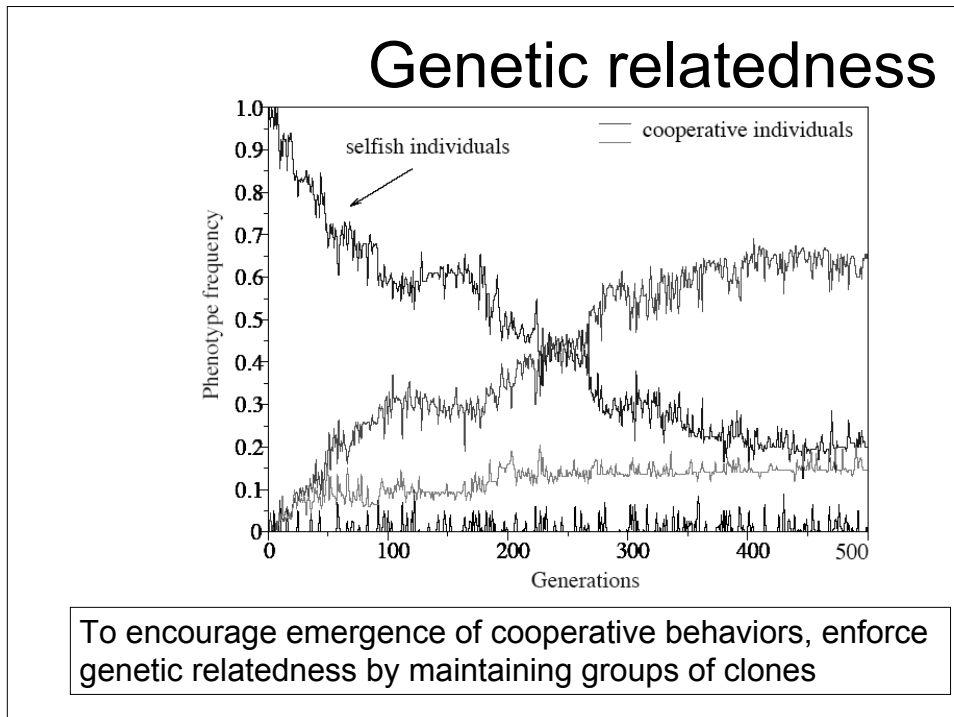 Genetic relatedness
1.0
0.9
0.8
0.7
0.6
0.5
0.4
0.3
0.2
0.1
0
Phenotype frequency
selfish individuals
cooperative individuals
0
100
200
300
400
500
Generations
To encourage emergence of cooperative behaviors, enforce
genetic relatedness by maintaining groups of clones